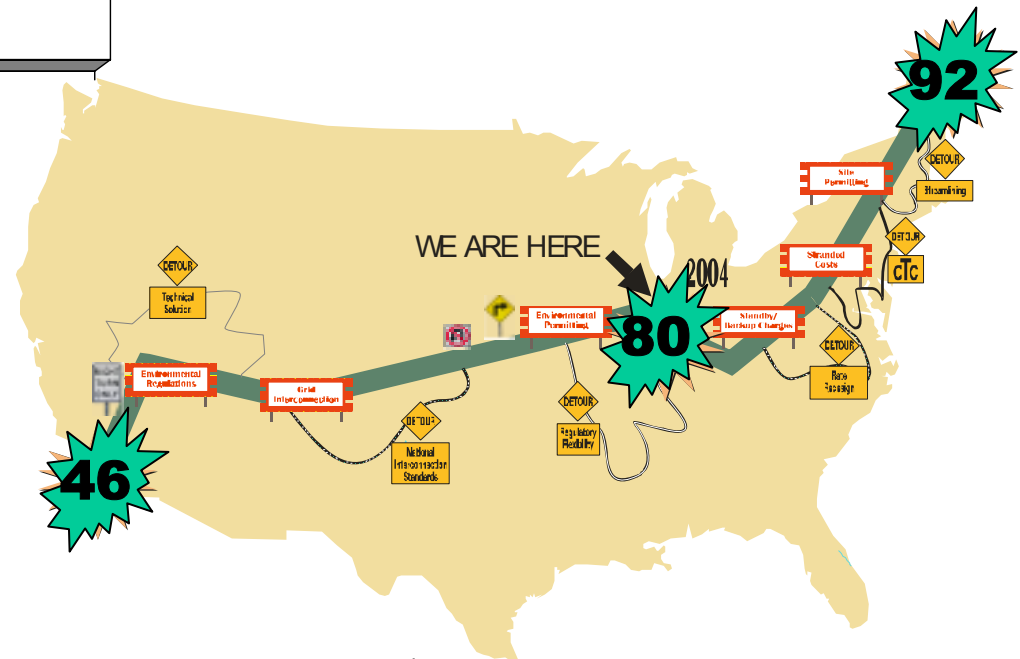 92
DETOUR
Site
Permitting
Streamlining
WE ARE HERE
DETOUR
Stranded
Costs
CTC
2004
DETOUR
Technical
Solution
Environmental
Permitting
80
Standby/
Backup Charges
DETOUR
Rate
Redesign
Environmental
Regulations
Grid
Interconnection
DETOUR
Regulatory
Flexibility
DETOUR
National
Interconnection
Standards
46